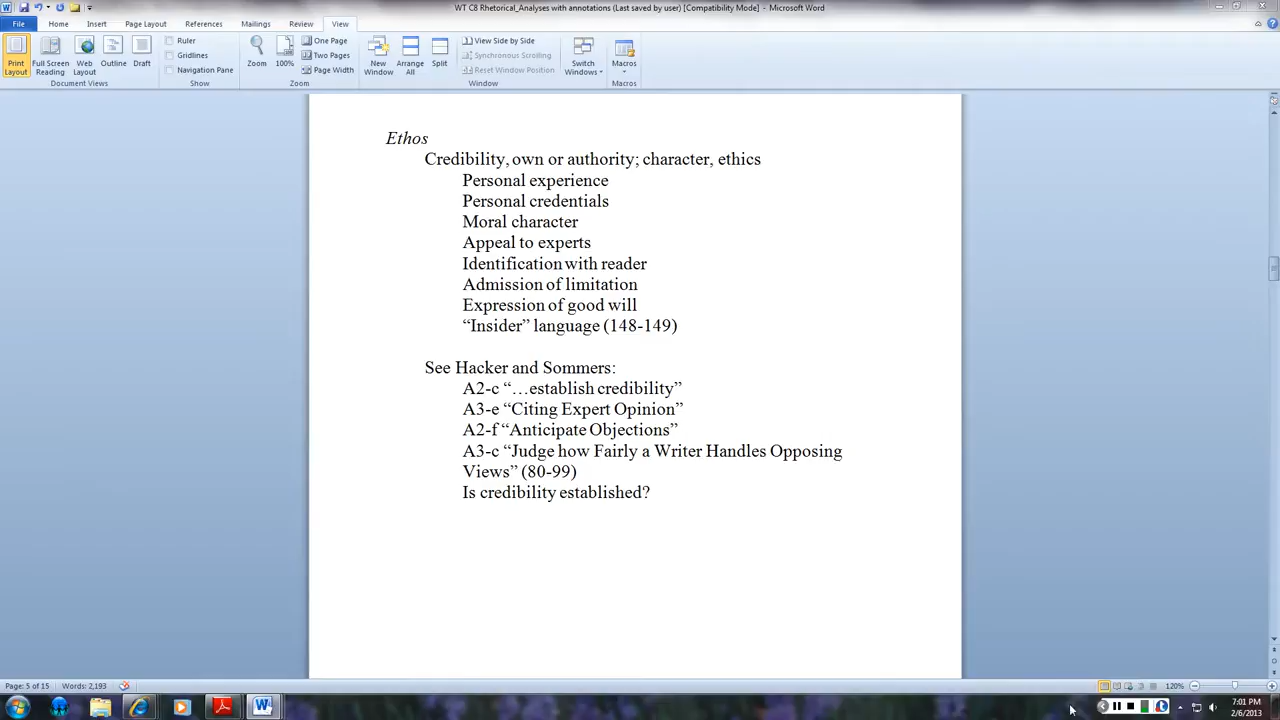 WT C8 Rhetorical_Analyses with annotations (Last saved by user) [Compatibility Mode] - Microsoft Word
File Home Insert Page Layout References Mailings Review View
Print Layout
Full Screen Reading
Web Layout
Outline
Draft
Document Views
Ruler
Gridlines
Navigation Pane
Show
Zoom
100%
One Page
Two Pages
Page Width
Zoom
New Window
Arrange All
Split
View Side by Side
Synchronous Scrolling
Reset Window Position
Switch Windows
Window
Macros
Macros
Ethos
Credibility, own or authority; character, ethics
Personal experience
Personal credentials
Moral character
Appeal to experts
Identification with reader
Admission of limitation
Expression of good will
“Insider” language (148-149)
See Hacker and Sommers:
A2-c “…establish credibility”
A3-e “Citing Expert Opinion”
A2-f “Anticipate Objections”
A3-c “Judge how Fairly a Writer Handles Opposing
Views” (80-99)
Is credibility established?
Page: 5 of 15 Words: 2,193 120%
7:01 PM
2/6/2013